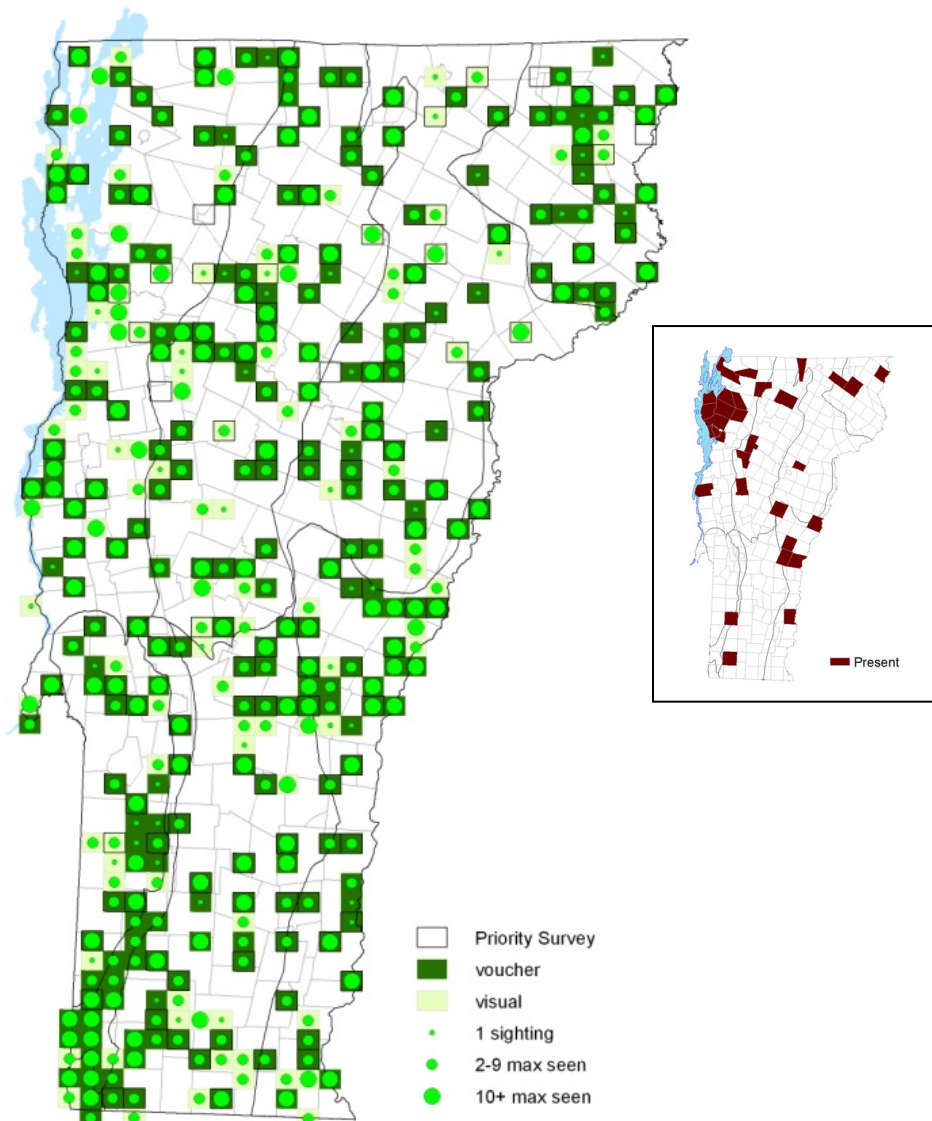 Present
Priority Survey
voucher
visual
1 sighting
2-9 max seen
10+ max seen